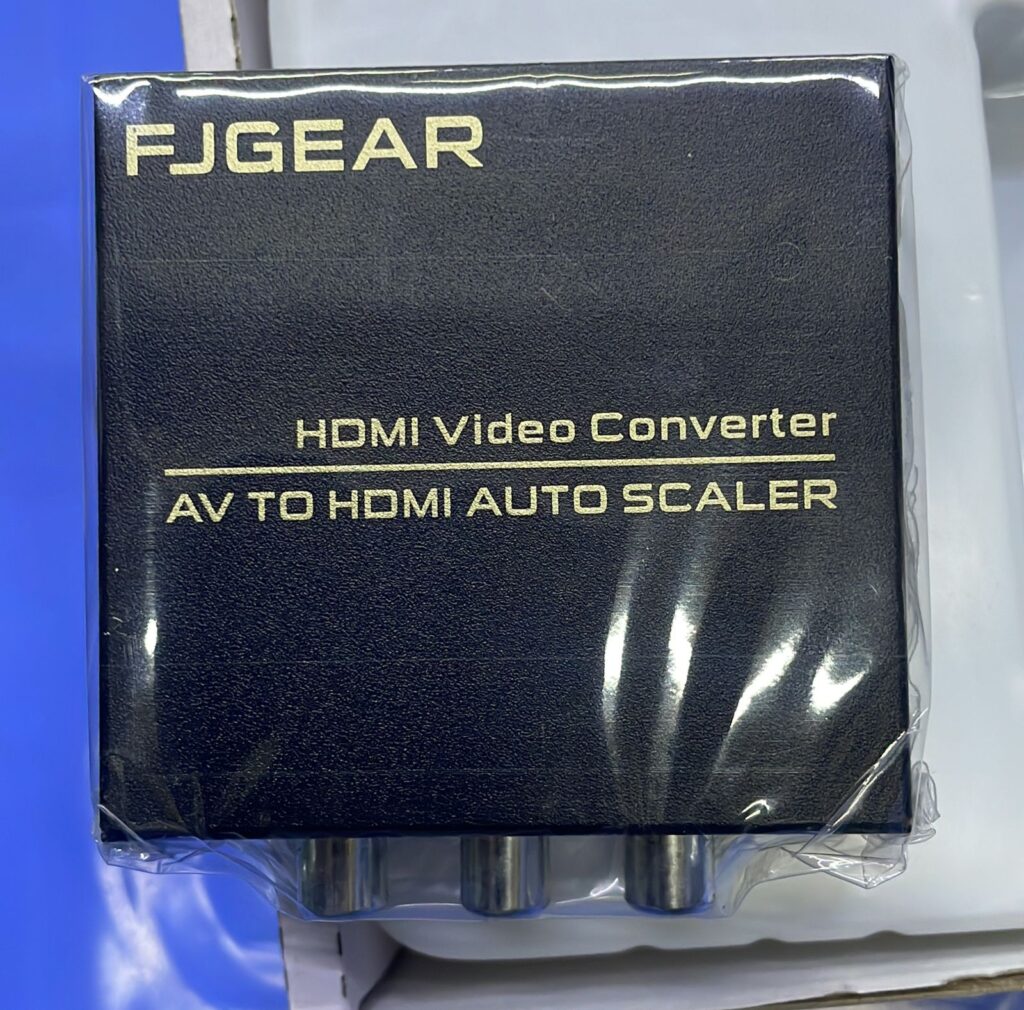 FJGEAR
HDMI Video Converter
AV TO HDMI AUTO SCALER